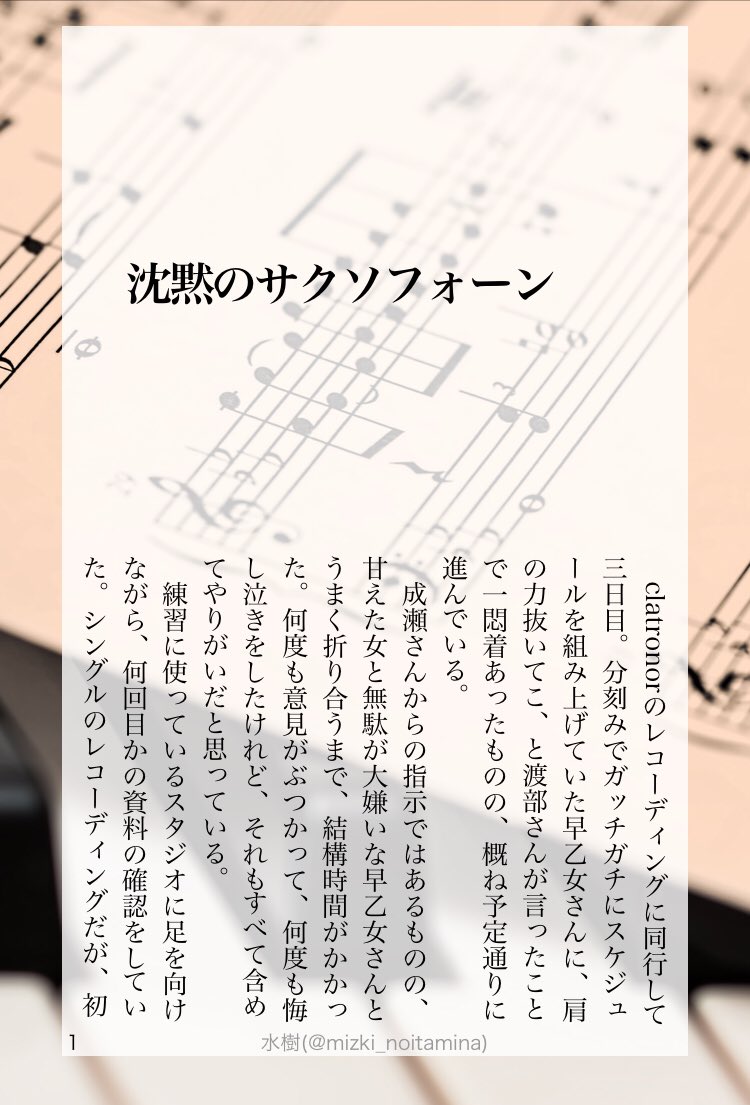 沈黙のサクソフォーン
clatronorのレコーディングに同行して
三日目。分刻みでガッチガチにスケジュ
ールを組み上げていた早乙女さんに、肩
の力抜いてこ、と渡部さんが言ったこと
で一悶着あったものの、概ね予定通りに
進んでいる。
成瀬さんからの指示ではあるものの、
甘えた女と無駄が大嫌いな早乙女さんと
うまく折り合うまで、結構時間がかかっ
た。何度も意見がぶつかって、何度も悔
し泣きをしたけれど、それもすべて含め
てやりがいだと思っている。
練習に使っているスタジオに足を向け
ながら、何回目かの資料の確認をしてい
た。シングルのレコーディングだが、初
1
水樹(@mizki_noitamina)